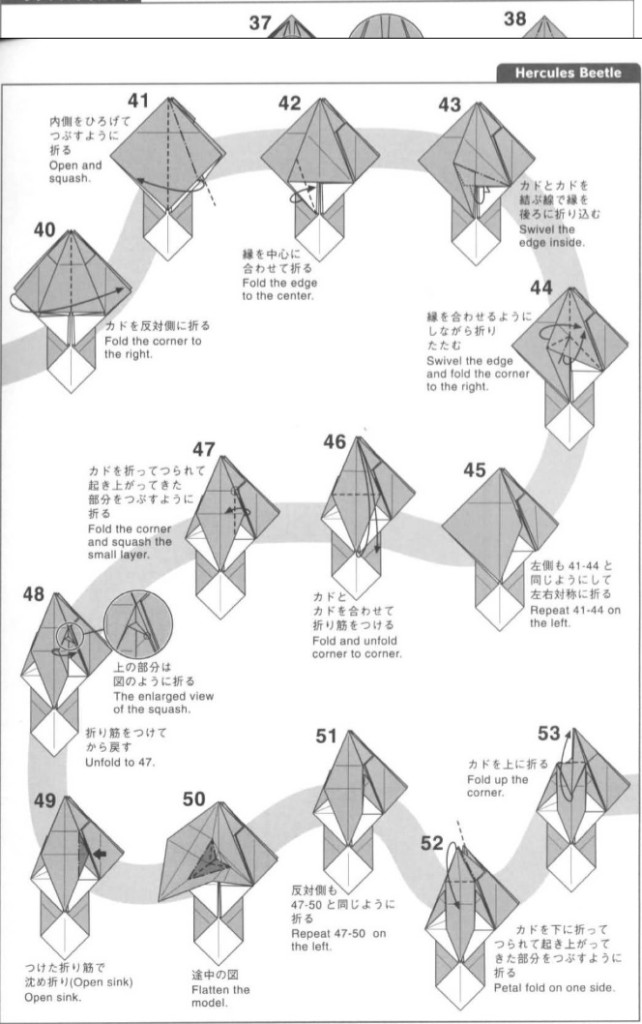 37
38
Hercules Beetle
40
カドを反対側に折る
Fold the corner to
the right.
41
内側をひろげて
つぶすように
折る
Open and
squash.
42
縁を中心に
合わせて折る
Fold the edge
to the center.
43
カドとカドを
結ぶ線で縁を
後ろに折り込む
Swivel the
edge inside.
44
縁を合わせるように
しながら折り
たたむ
Swivel the edge
and fold the corner
to the right.
45
左側も 41-44 と
同じようにして
左右対称に折る
Repeat 41-44 on
the left.
46
カドと
カドを合わせて
折り筋をつける
Fold and unfold
corner to corner.
47
カドを折ってつられて
起き上がってきた
部分をつぶすように
折る
Fold the corner
and squash the
small layer.
48
上の部分は
図のように折る
The enlarged view
of the squash.
折り筋をつけて
から戻す
Unfold to 47.
49
つけた折り筋で
沈め折り(Open sink)
Open sink.
50
途中の図
Flatten the
model.
51
反対側も
47-50 と同じように
折る
Repeat 47-50 on
the left.
52
カドを下に折って
つられて起き上がって
きた部分をつぶすように
折る
Petal fold on one side.
53
カドを上に折る
Fold up the
corner.